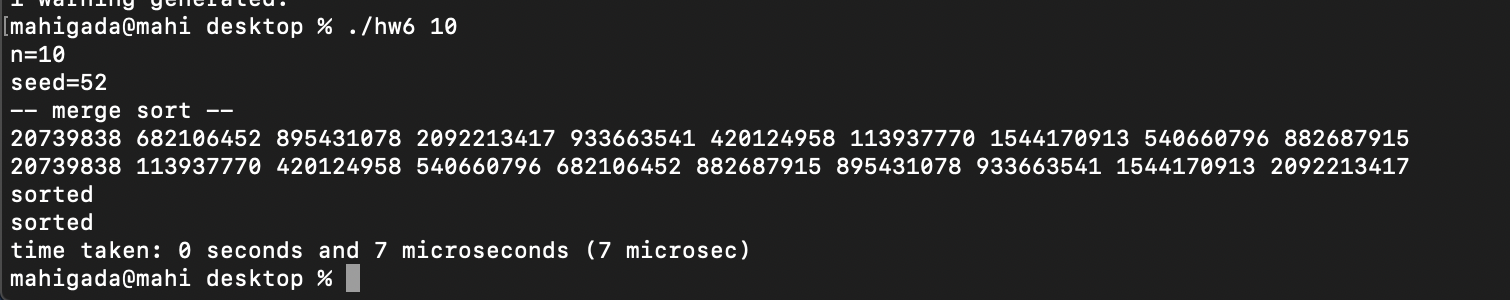 1 warning generated.
[mahigada@mahi desktop % ./hw6 10
n=10
seed=52
-- merge sort --
20739838 682106452 895431078 2092213417 933663541 420124958 113937770 1544170913 540660796 882687915
20739838 113937770 420124958 540660796 682106452 882687915 895431078 933663541 1544170913 2092213417
sorted
sorted
time taken: 0 seconds and 7 microseconds (7 microsec)
mahigada@mahi desktop %